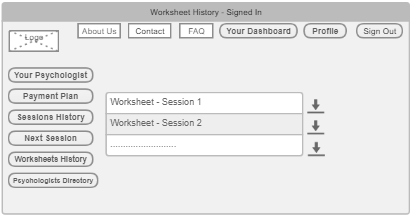 Worksheet History - Signed In
Logo
About Us
Contact
FAQ
Your Dashboard
Profile
Sign Out
Your Psychologist
Payment Plan
Sessions History
Next Session
Worksheets History
Psychologists Directory
Worksheet - Session 1
Worksheet - Session 2
..........................